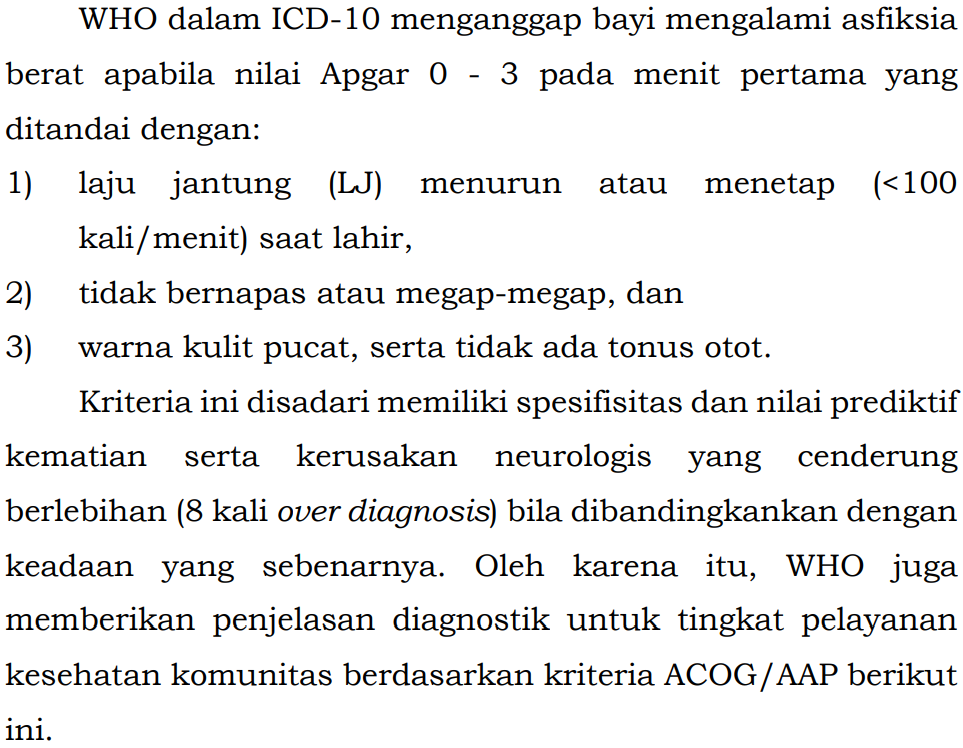 WHO dalam ICD-10 menganggap bayi mengalami asfiksia
berat apabila nilai Apgar 0 - 3 pada menit pertama yang
ditandai dengan:
1) laju jantung (LJ) menurun atau menetap (<100
kali/menit) saat lahir,
2) tidak bernapas atau megap-megap, dan
3) warna kulit pucat, serta tidak ada tonus otot.
Kriteria ini disadari memiliki spesifisitas dan nilai prediktif
kematian serta kerusakan neurologis yang cenderung
berlebihan (8 kali over diagnosis) bila dibandingkankan dengan
keadaan yang sebenarnya. Oleh karena itu, WHO juga
memberikan penjelasan diagnostik untuk tingkat pelayanan
kesehatan komunitas berdasarkan kriteria ACOG/AAP berikut
ini.